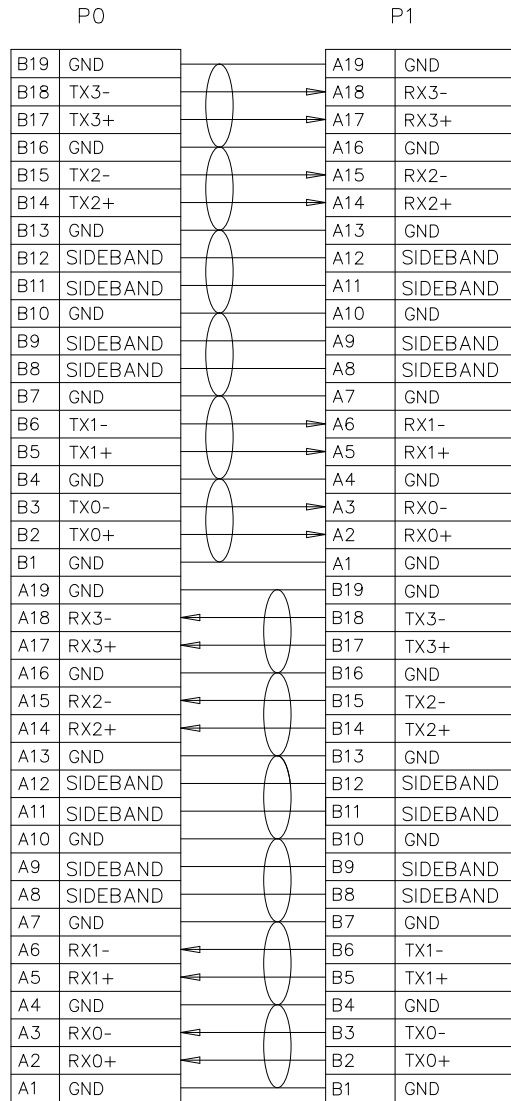 P0 P1
B19 GND A19 GND
B18 TX3- A18 RX3-
B17 TX3+ A17 RX3+
B16 GND A16 GND
B15 TX2- A15 RX2-
B14 TX2+ A14 RX2+
B13 GND A13 GND
B12 SIDEBAND A12 SIDEBAND
B11 SIDEBAND A11 SIDEBAND
B10 GND A10 GND
B9 SIDEBAND A9 SIDEBAND
B8 SIDEBAND A8 SIDEBAND
B7 GND A7 GND
B6 TX1- A6 RX1-
B5 TX1+ A5 RX1+
B4 GND A4 GND
B3 TX0- A3 RX0-
B2 TX0+ A2 RX0+
B1 GND A1 GND
A19 GND B19 GND
A18 RX3- B18 TX3-
A17 RX3+ B17 TX3+
A16 GND B16 GND
A15 RX2- B15 TX2-
A14 RX2+ B14 TX2+
A13 GND B13 GND
A12 SIDEBAND B12 SIDEBAND
A11 SIDEBAND B11 SIDEBAND
A10 GND B10 GND
A9 SIDEBAND B9 SIDEBAND
A8 SIDEBAND B8 SIDEBAND
A7 GND B7 GND
A6 RX1- B6 TX1-
A5 RX1+ B5 TX1+
A4 GND B4 GND
A3 RX0- B3 TX0-
A2 RX0+ B2 TX0+
A1 GND B1 GND